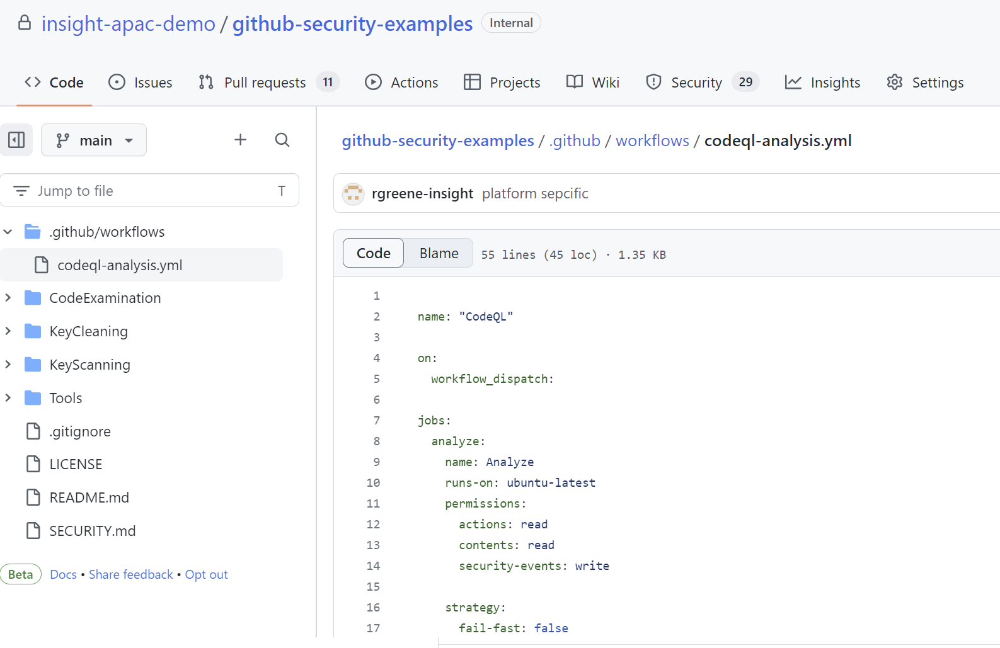 insight-apac-demo / github-security-examples Internal
Code Issues Pull requests 11 Actions Projects Wiki Security 29 Insights Settings
main
Jump to file T
.github/workflows
codeql-analysis.yml
CodeExamination
KeyCleaning
KeyScanning
Tools
.gitignore
LICENSE
README.md
SECURITY.md
Beta Docs • Share feedback • Opt out
github-security-examples / .github / workflows / codeql-analysis.yml
rgreene-insight platform sepcific
Code Blame 55 lines (45 loc) · 1.35 KB
1
2 name: "CodeQL"
3
4 on:
5 workflow_dispatch:
6
7 jobs:
8 analyze:
9 name: Analyze
10 runs-on: ubuntu-latest
11 permissions:
12 actions: read
13 contents: read
14 security-events: write
15
16 strategy:
17 fail-fast: false